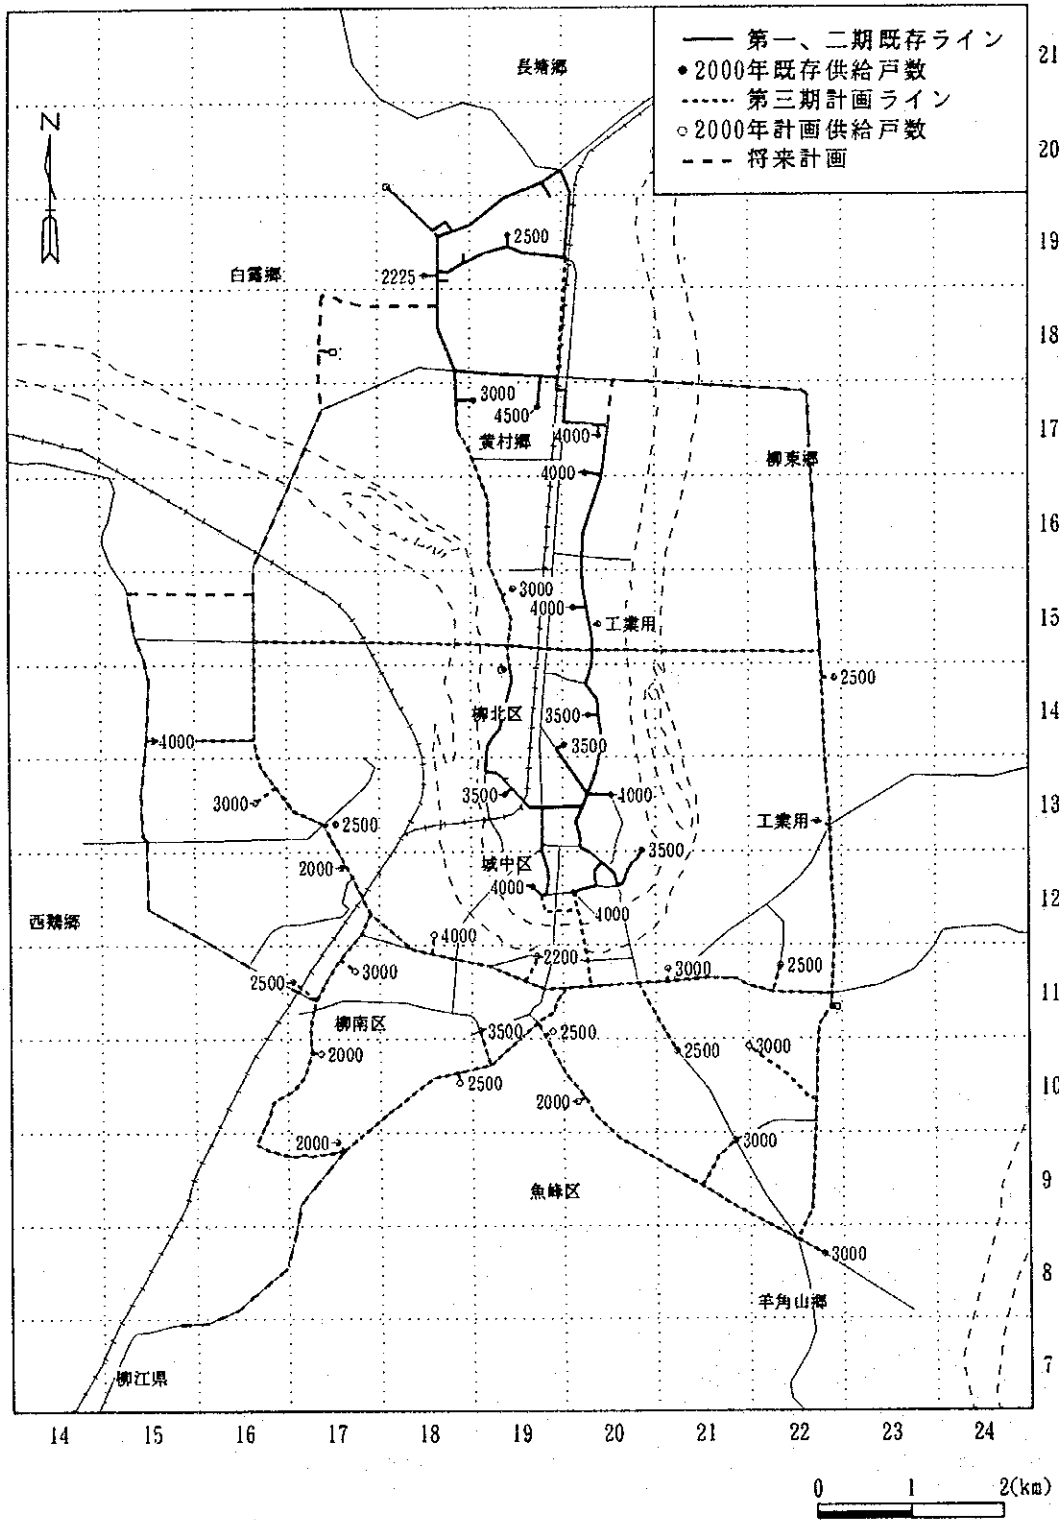 第一、二期既存ライン
2000年既存供給戸数
第三期計画ライン
2000年計画供給戸数
将来計画
長塘郷
21
20
N
19
2500
白露郷
2225
18
3000
4500
黄村郷
4000
17
4000
柳東郷
16
3000
4000
工業用
15
2500
柳北区
3500
14
3500
4000
3000
3500
4000
13
2500
工業用
城中区
3500
2000
4000
4000
12
西鵝郷
4000
2200
3000
2500
3000
2500
11
柳南区
3500
2500
2000
2500
3000
2500
10
2000
2000
3000
魚峰区
9
3000
8
羊角山郷
柳江県
7
14 15 16 17 18 19 20 21 22 23 24
0 1 2(km)